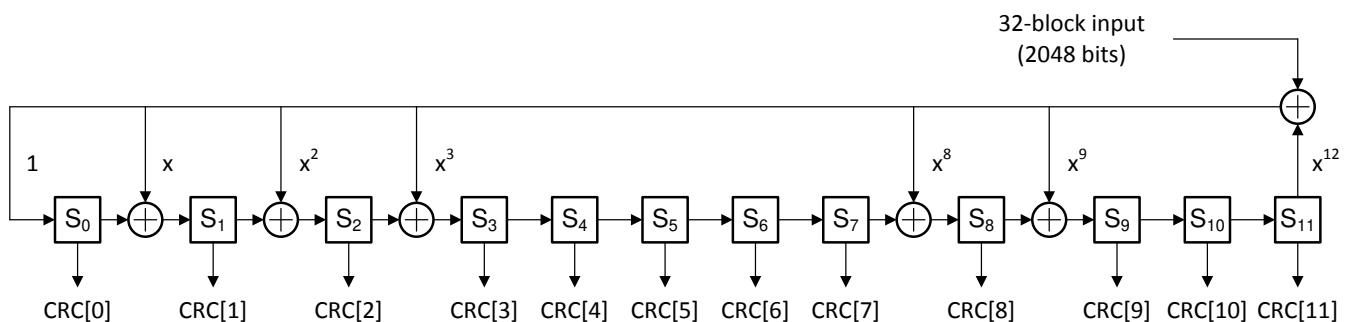 32-block input
(2048 bits)
1 x x² x³ x⁸ x⁹ x¹²
S₀ S₁ S₂ S₃ S₄ S₅ S₆ S₇ S₈ S₉ S₁₀ S₁₁
CRC[0] CRC[1] CRC[2] CRC[3] CRC[4] CRC[5] CRC[6] CRC[7] CRC[8] CRC[9] CRC[10] CRC[11]